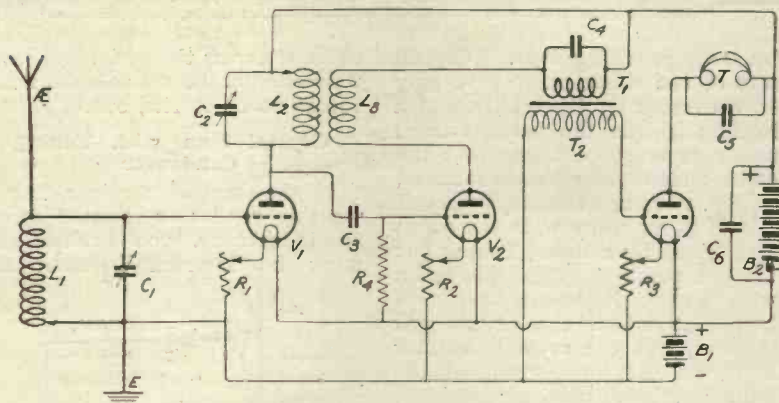 Æ
L1
C1
E
C2
L2
L3
V1
R1
C3
R4
V2
R2
C4
T1
T2
R3
T
C5
+
C6
B2
+
B1
-